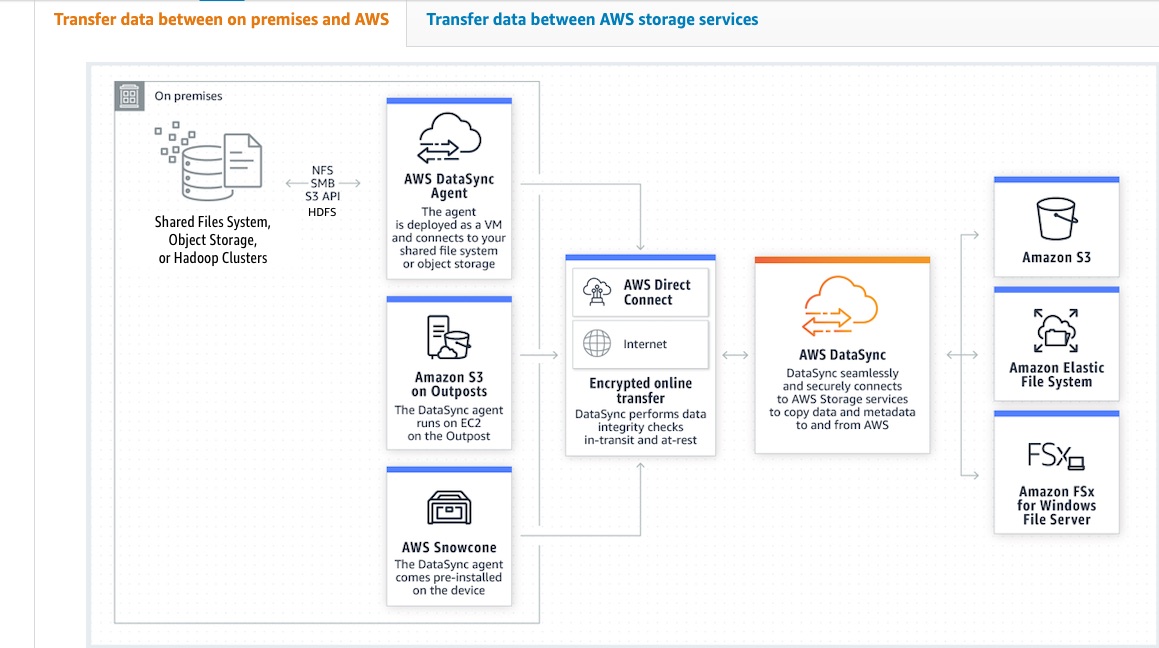 Transfer data between on premises and AWS
Transfer data between AWS storage services
On premises
Shared Files System,
Object Storage,
or Hadoop Clusters
NFS
SMB
S3 API
HDFS
AWS DataSync
Agent
The agent
is deployed as a VM
and connects to your
shared file system
or object storage
Amazon S3
on Outposts
The DataSync agent
runs on EC2
on the Outpost
AWS Snowcone
The DataSync agent
comes pre-installed
on the device
AWS Direct
Connect
Internet
Encrypted online
transfer
DataSync performs data
integrity checks
in-transit and at-rest
AWS DataSync
DataSync seamlessly
and securely connects
to AWS Storage services
to copy data and metadata
to and from AWS
Amazon S3
Amazon Elastic
File System
FSx
Amazon FSx
for Windows
File Server